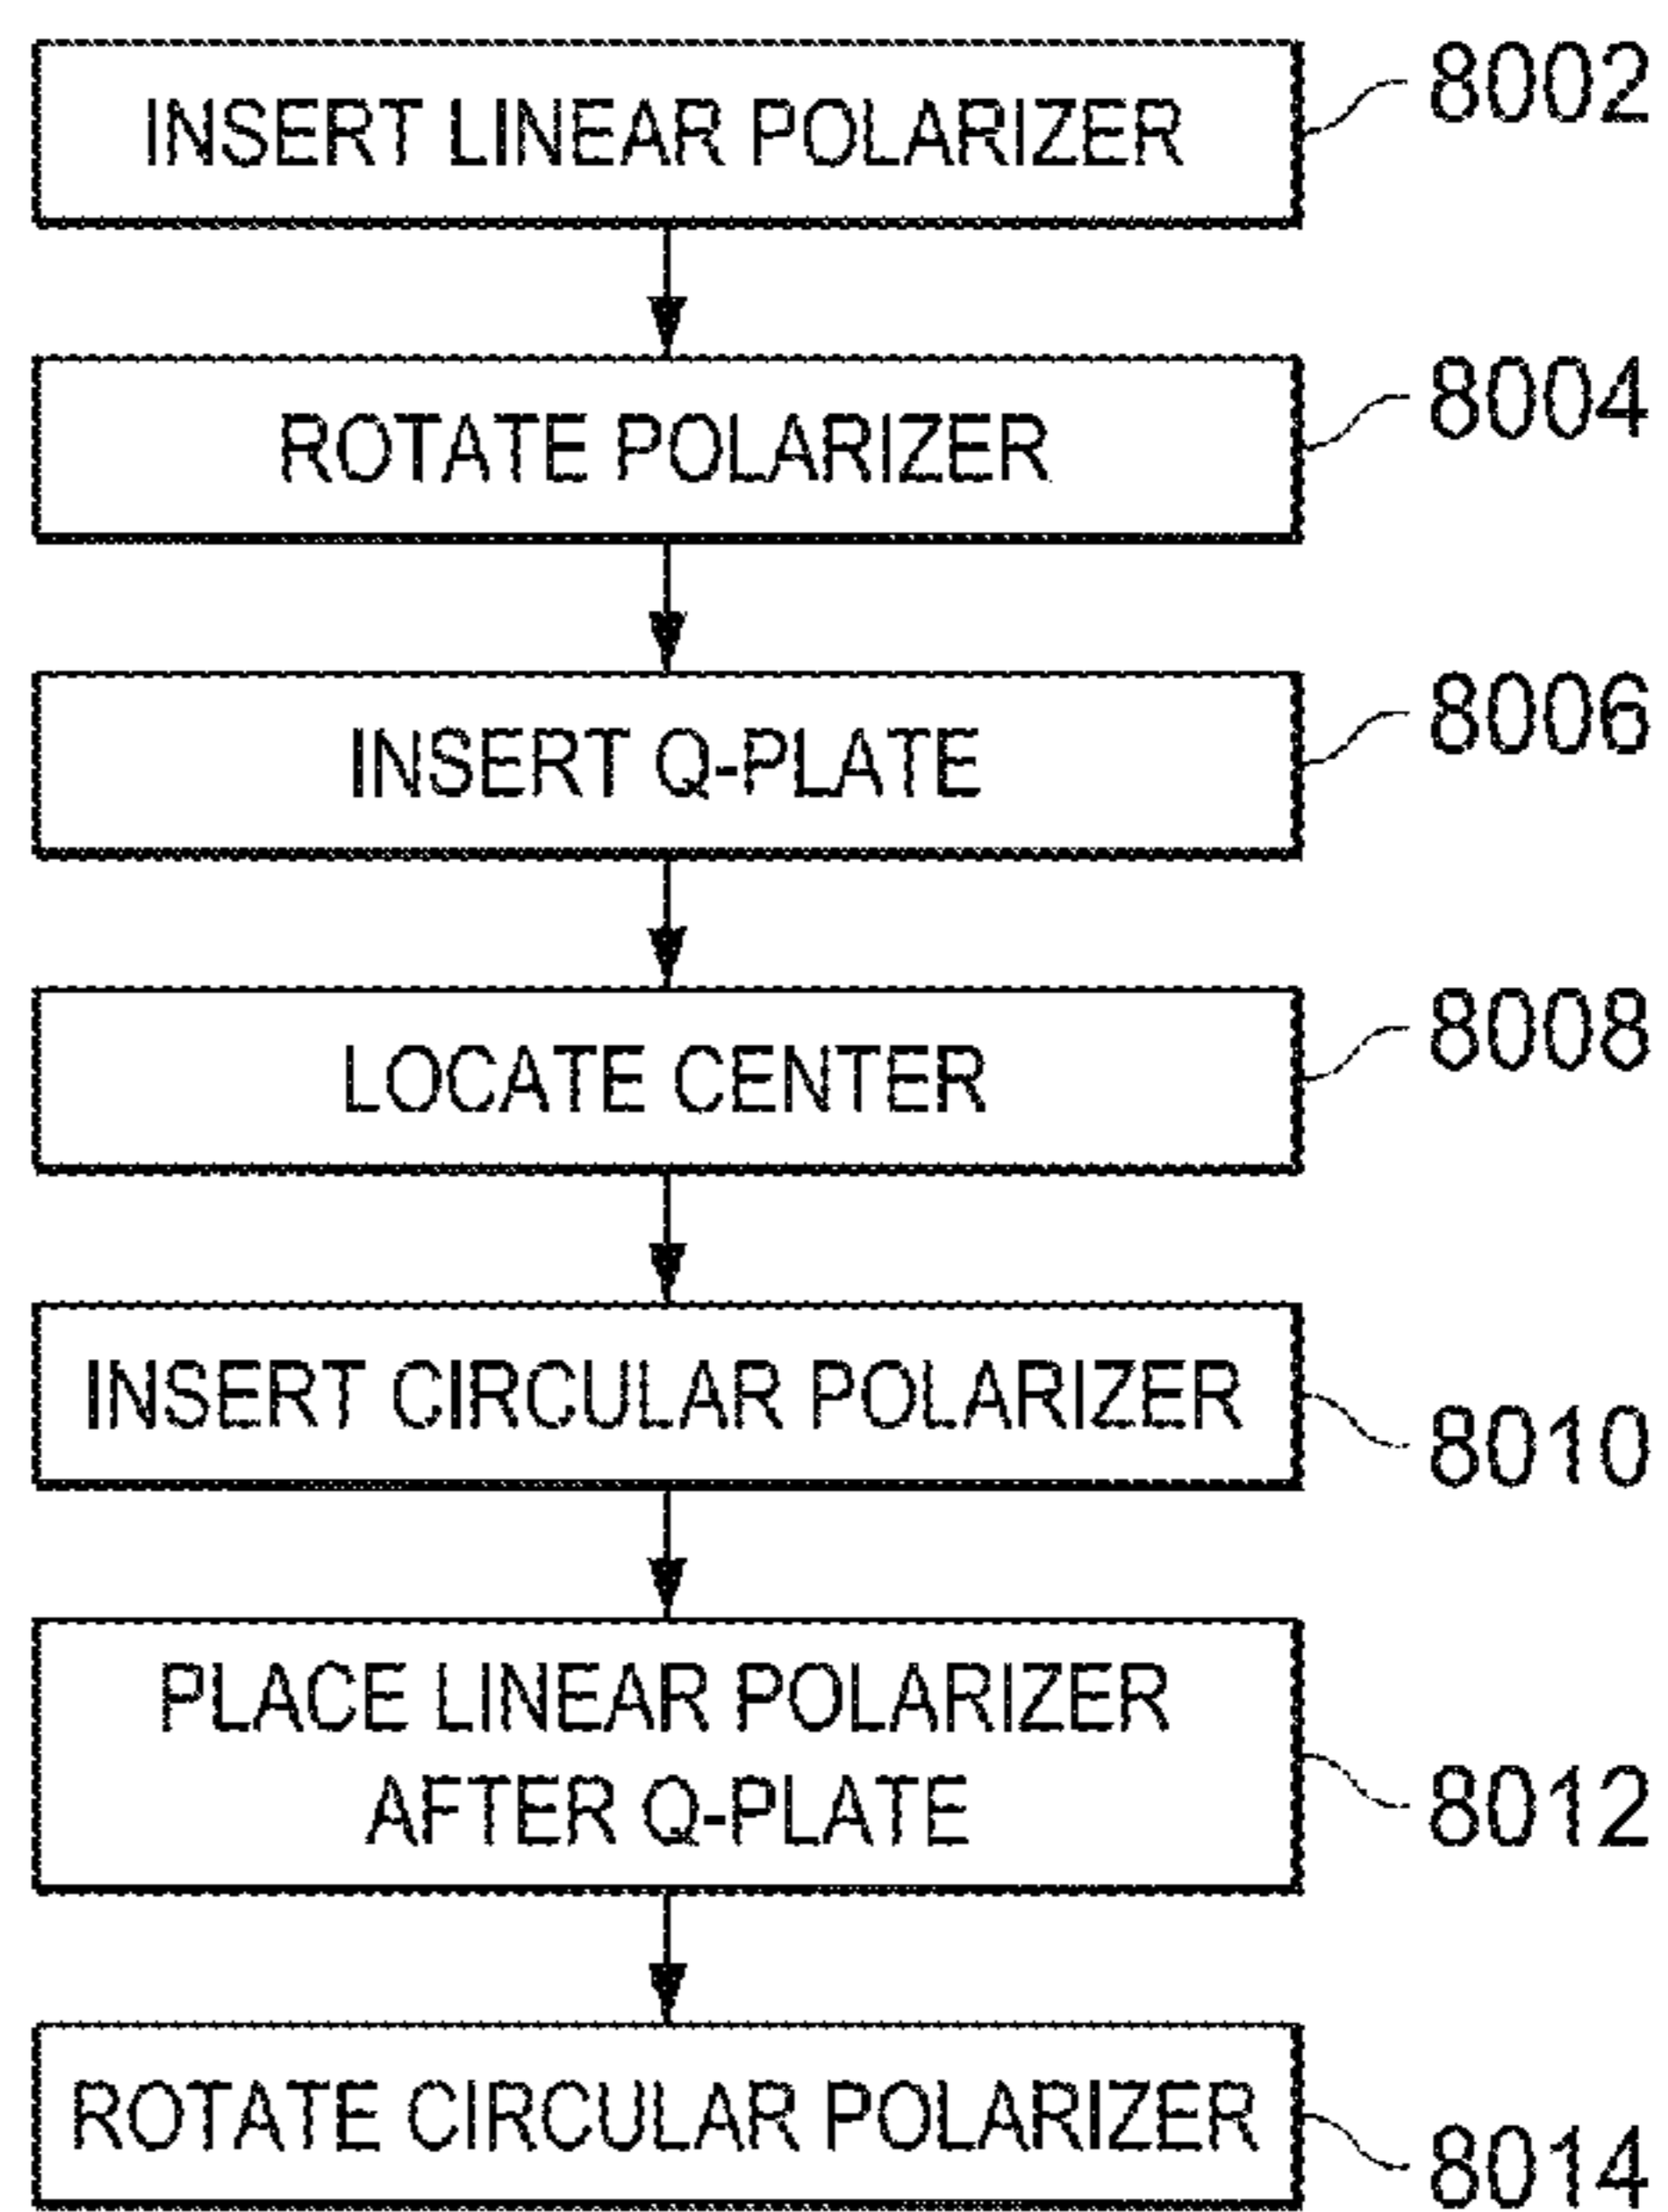 INSERT LINEAR POLARIZER
8002
ROTATE POLARIZER
8004
INSERT Q-PLATE
8006
LOCATE CENTER
8008
INSERT CIRCULAR POLARIZER
8010
PLACE LINEAR POLARIZER
AFTER Q-PLATE
8012
ROTATE CIRCULAR POLARIZER
8014